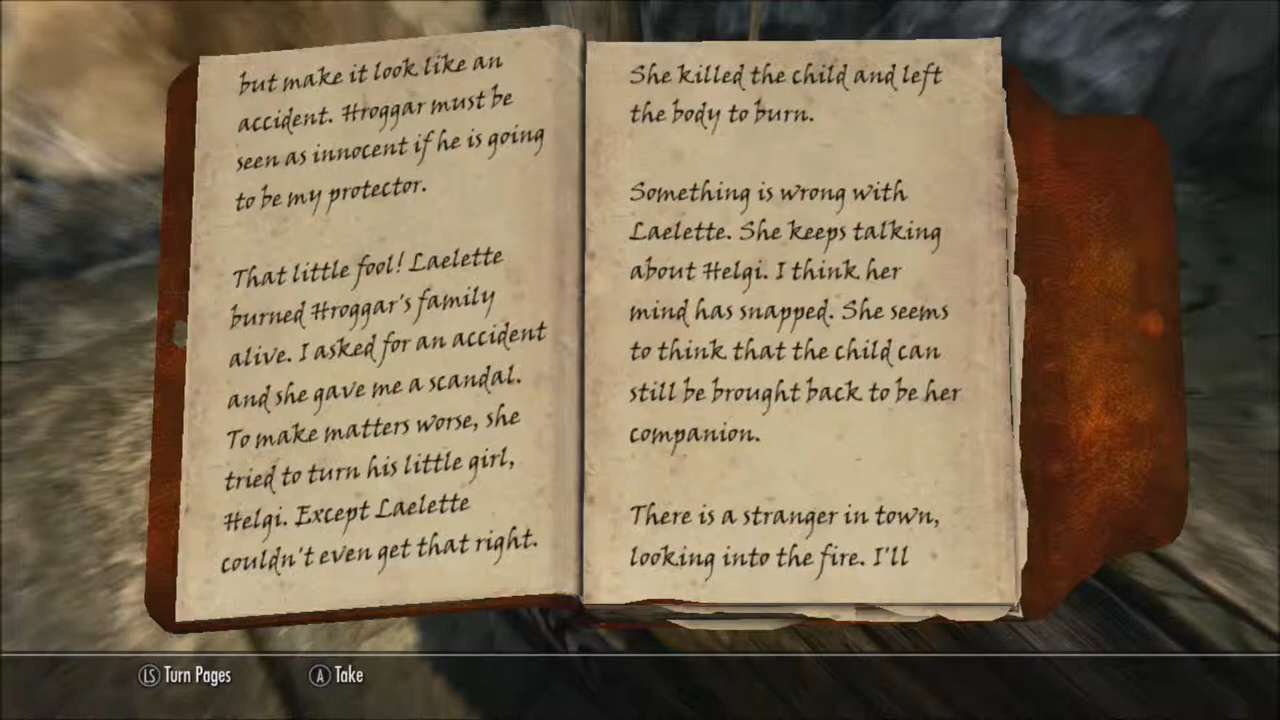 but make it look like an
accident. Hroggar must be
seen as innocent if he is going
to be my protector.
That little fool! Laelette
burned Hroggar's family
alive. I asked for an accident
and she gave me a scandal.
To make matters worse, she
tried to turn his little girl,
Helgi. Except Laelette
couldn't even get that right.
She killed the child and left
the body to burn.
Something is wrong with
Laelette. She keeps talking
about Helgi. I think her
mind has snapped. She seems
to think that the child can
still be brought back to be her
companion.
There is a stranger in town,
looking into the fire. I'll
LS Turn Pages
A Take